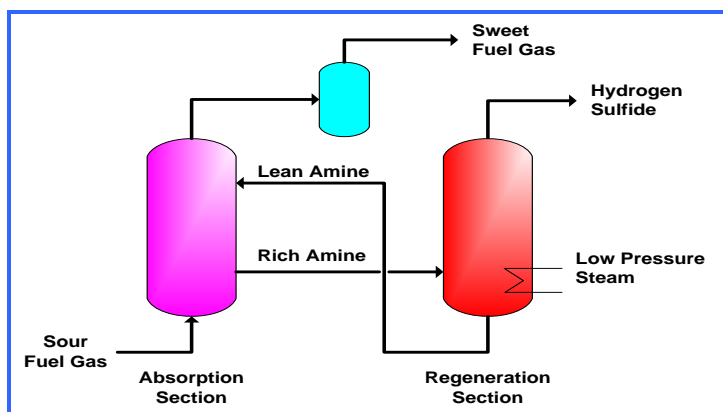 Sweet
Fuel Gas
Hydrogen
Sulfide
Lean Amine
Rich Amine
Low Pressure
Steam
Sour
Fuel Gas
Absorption
Section
Regeneration
Section